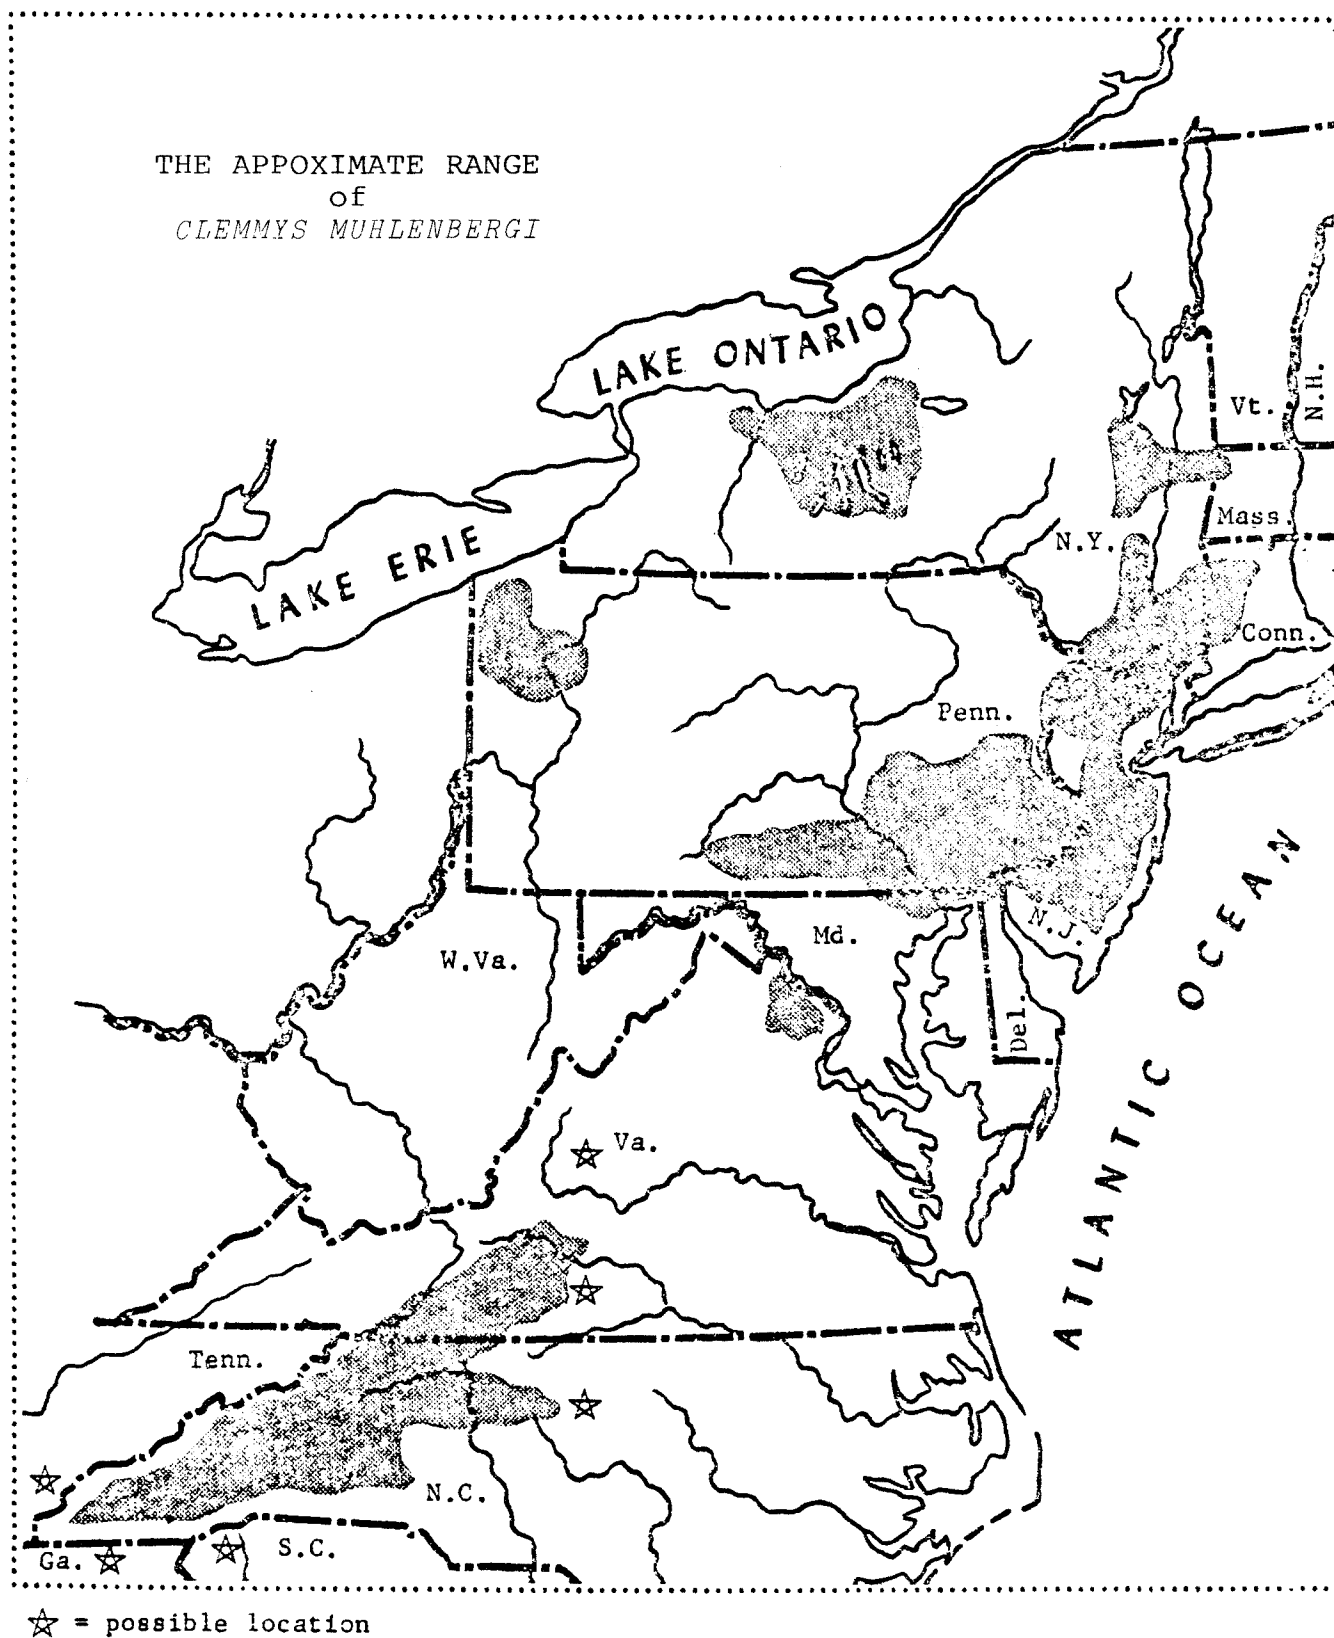 THE APPOXIMATE RANGE
of
CLEMMYS MUHLENBERGI
LAKE ONTARIO
N.H.
Vt.
LAKE ERIE
Mass.
N.Y.
Conn.
Penn.
N.J.
Md.
W.Va.
Del.
ATLANTIC OCEAN
Va.
Tenn.
N.C.
S.C.
Ga.
☆ = possible location